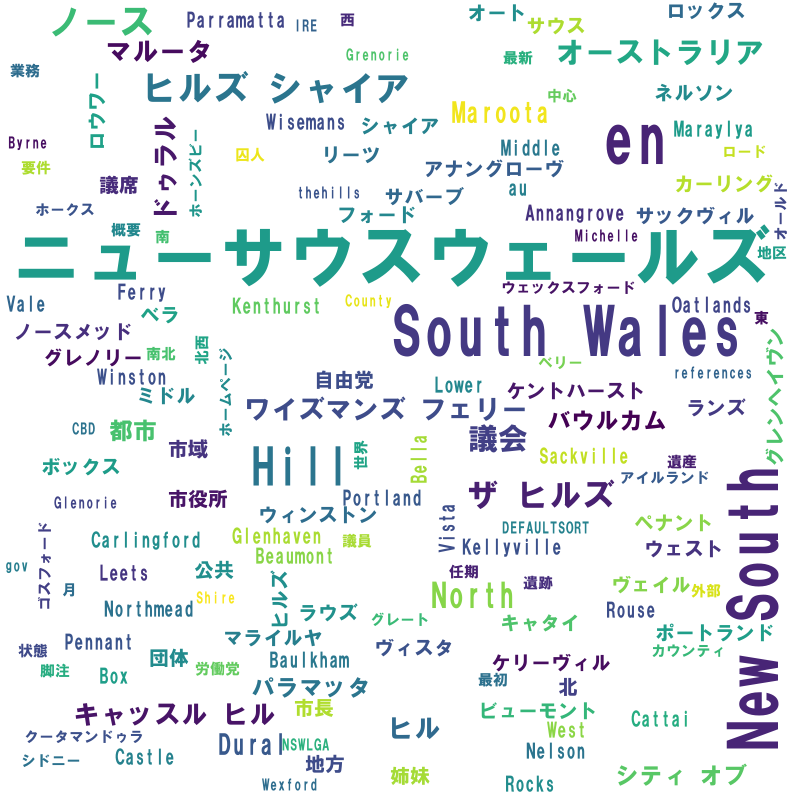 ノース
Parramatta
IRE
西
オート
サウス
ロックス
マルータ
Grenorie
最新
オーストラリア
業務
ロウワー
ヒルズ シャイア
中心
ネルソン
Byrne
要件
ドゥラル
ホーンズビー
Wisemans
シャイア
Maroota
en
Maraylya
囚人
リーツ
Middle
ロード
議席
アナングローヴ
カーリング
thehills
サバーブ
au
オールド
ホークス
フォード
Annangrove
サックヴィル
概要
南
Michelle
地区
ニューサウスウェールズ
Vale
Ferry
ウェックスフォード
ベラ
Kenthurst
County
South Wales
Oatlands
東
ノースメッド
グレノリー
南北
北西
ホームページ
ベリー
グレンヘイヴン
Winston
自由党
Lower
references
ミドル
ケントハースト
ワイズマンズ フェリー
ランズ
CBD
都市
バウルカム
市域
議会
ボックス
Hill
世界
Bella
Sackville
遺産
アイルランド
市役所
Portland
ザ ヒルズ
New South
Glenorie
ウィンストン
Vista
DEFAULTSORT
ペナント
ゴスフォード
Carlingford
Glenhaven
議員
Kellyville
ウェスト
Beaumont
gov
月
Leets
公共
任期
遺跡
ヴェイル
外部
Shire
ヒルズ
North
Northmead
ラウズ
グレート
キャタイ
Rouse
状態
Pennant
マライルヤ
ヴィスタ
ポートランド
カウンティ
脚注
Box
団体
労働党
Baulkham
ケリーヴィル
パラマッタ
最初
北
キャッスル ヒル
市長
ヒル
ビューモント
Cattai
クータマンドゥラ
Dural
NSWLGA
West
シドニー
Castle
地方
Nelson
Wexford
姉妹
Rocks
シティ オブ